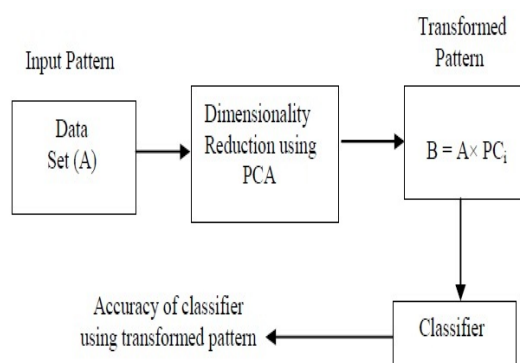 Input Pattern
Data
Set (A)
Dimensionality
Reduction using
PCA
Transformed
Pattern
B = A× PCᵢ
Classifier
Accuracy of classifier
using transformed pattern